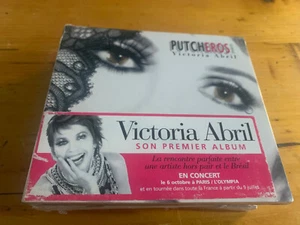 PUTCHEROS
Victoria Abril
Victoria Abril
SON PREMIER ALBUM
La rencontre parfaite entre
une artiste hors pair et le Brésil
EN CONCERT
le 6 octobre à PARIS / L'OLYMPIA
et en tournée dans toute la France à partir du 5 juillet